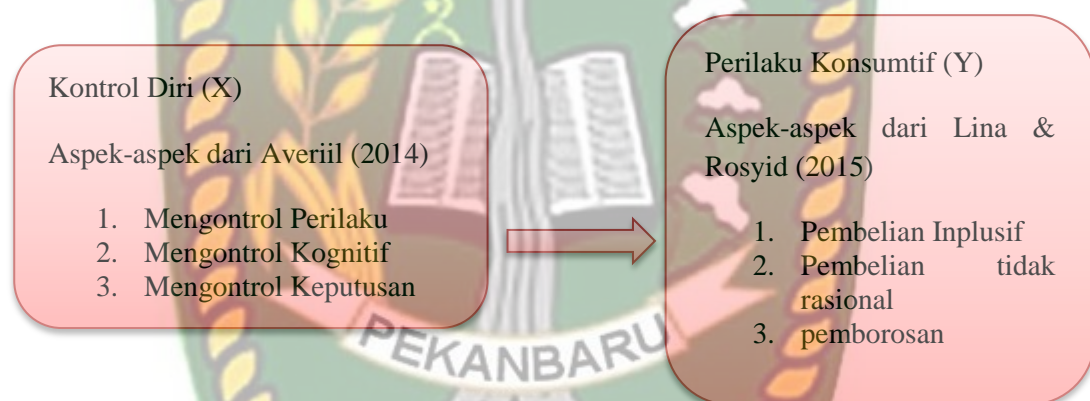 Kontrol Diri (X)
Aspek-aspek dari Averiil (2014)
1. Mengontrol Perilaku
2. Mengontrol Kognitif
3. Mengontrol Keputusan
Perilaku Konsumtif (Y)
Aspek-aspek dari Lina &
Rosyid (2015)
1. Pembelian Inplusif
2. Pembelian tidak
rasional
3. pemborosan
PEKANBARU